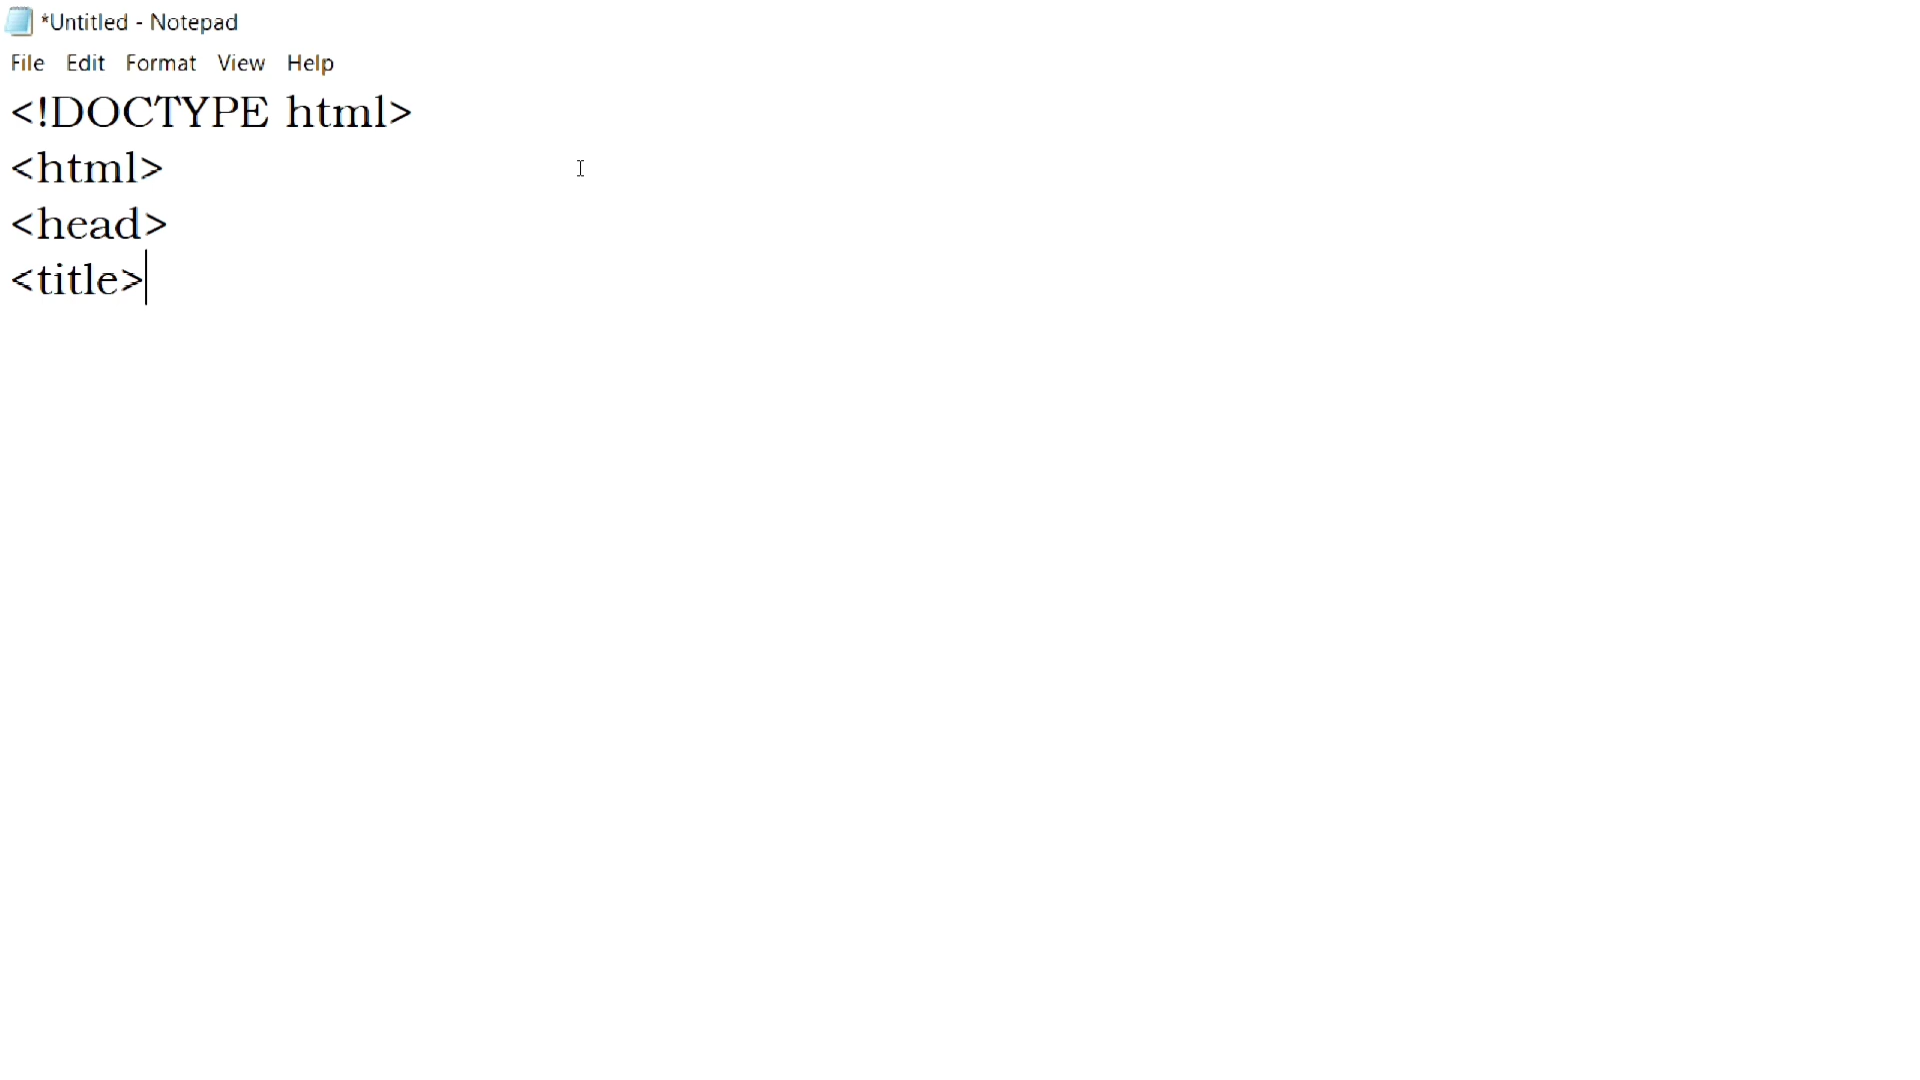 *Untitled - Notepad
File Edit Format View Help
<!DOCTYPE html>
<html>
<head>
<title>